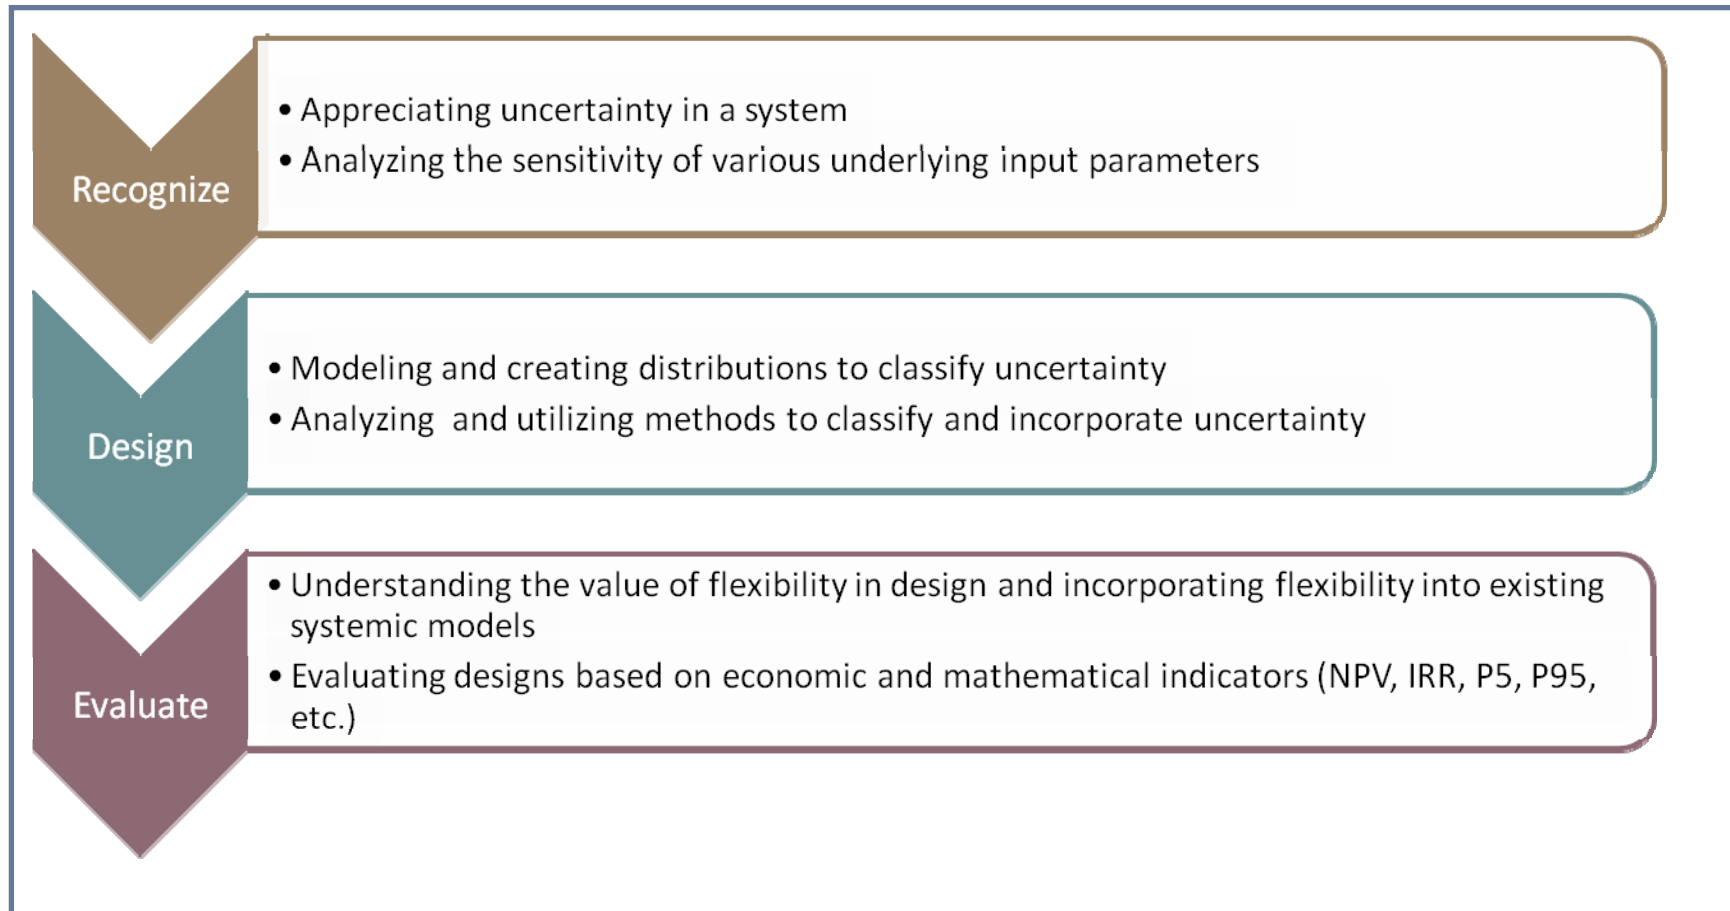 Recognize
• Appreciating uncertainty in a system
• Analyzing the sensitivity of various underlying input parameters
Design
• Modeling and creating distributions to classify uncertainty
• Analyzing  and utilizing methods to classify and incorporate uncertainty
Evaluate
• Understanding the value of flexibility in design and incorporating flexibility into existing
systemic models
• Evaluating designs based on economic and mathematical indicators (NPV, IRR, P5, P95,
etc.)